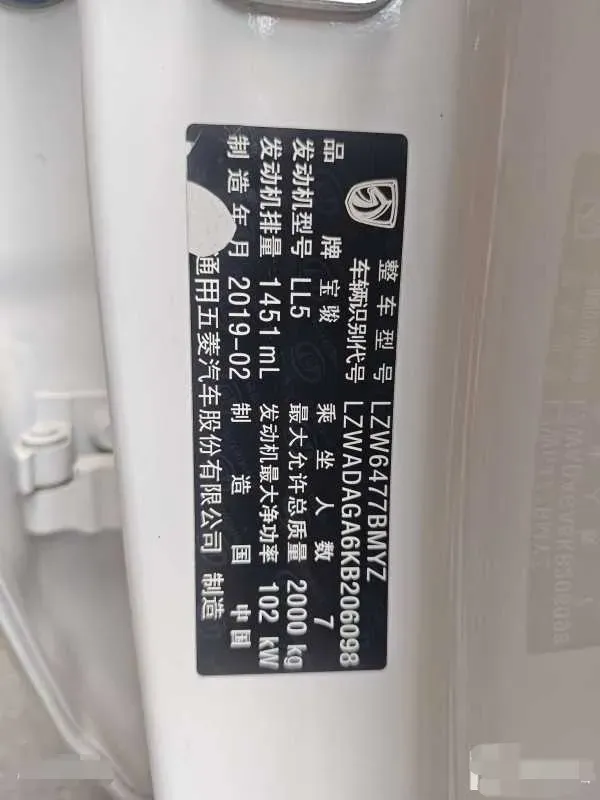 整车型号 LZW6477BMYZ
车辆识别代号 LZWADAGA6KB206098
品牌 宝骏 乘坐人数 7
发动机型号 LL5 最大允许总质量 2000 kg
发动机排量 1451 mL 发动机最大净功率 102 kW
制造年月 2019-02 制造国 中国
通用五菱汽车股份有限公司 制造